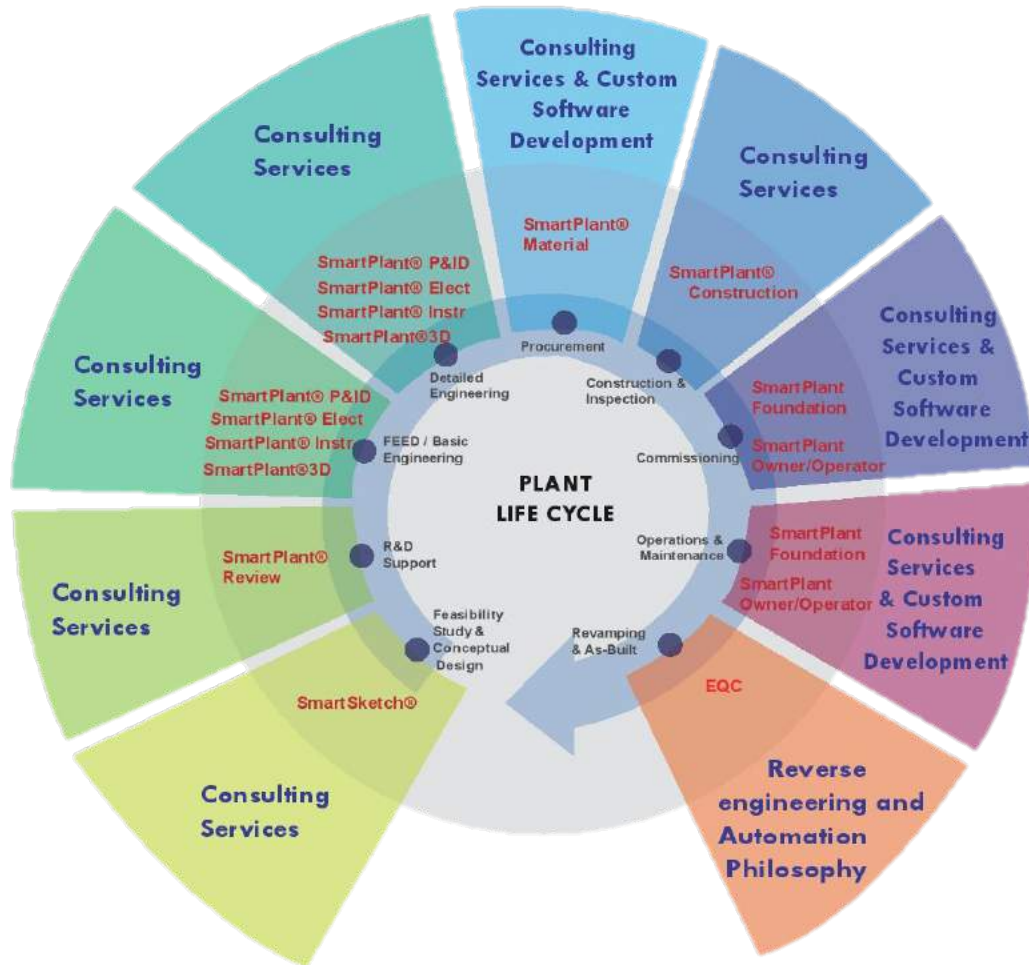 Consulting
Services & Custom
Software
Development
Consulting
Services
Consulting
Services
SmartPlant®
Material
SmartPlant® P&ID
SmartPlant® Elect
SmartPlant® Instr
SmartPlant®3D
SmartPlant®
Construction
Consulting
Services &
Custom
Software
Development
Procurement
Detailed
Engineering
Construction &
Inspection
Consulting
Services
SmartPlant® P&ID
SmartPlant® Elect
SmartPlant® Instr
SmartPlant®3D
SmartPlant
Foundation
SmartPlant
Owner/Operator
FEED / Basic
Engineering
Commissioning
PLANT
LIFE CYCLE
Consulting
Services
SmartPlant®
Review
R&D
Support
Operations &
Maintenance
SmartPlant
Foundation
SmartPlant
Owner/Operator
Consulting
Services
& Custom
Software
Development
Feasibility
Study &
Conceptual
Design
Revamping
& As-Built
SmartSketch®
EQC
Consulting
Services
Reverse
engineering and
Automation
Philosophy